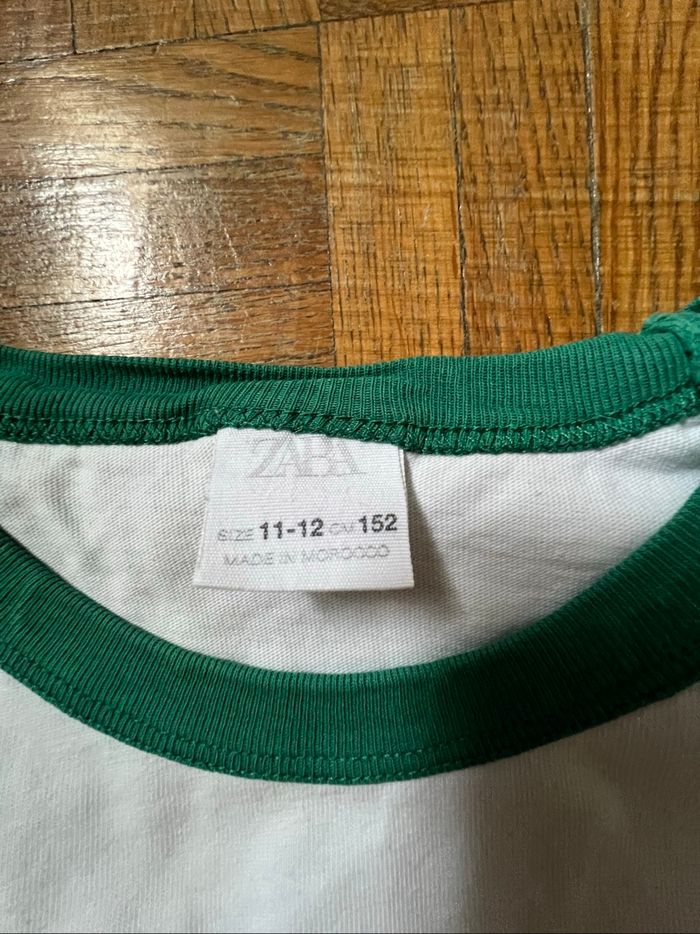 ZARA
SIZE 11-12 CM 152
MADE IN MOROCCO